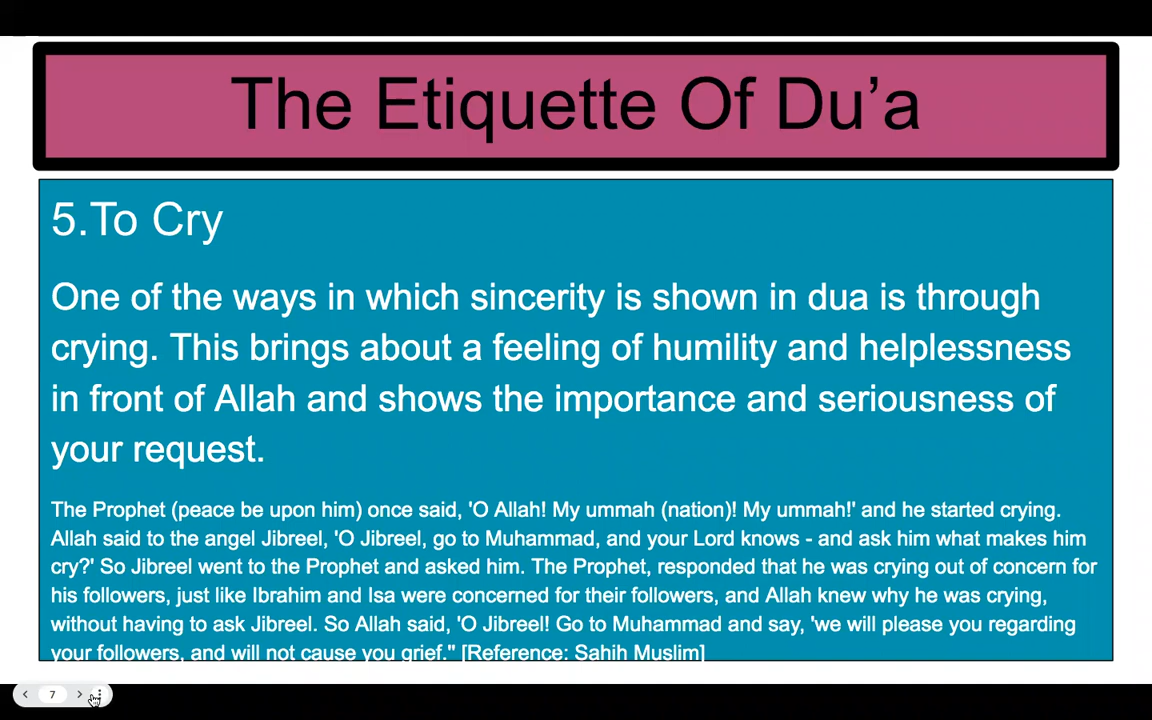 The Etiquette Of Du’a
5.To Cry
One of the ways in which sincerity is shown in dua is through
crying. This brings about a feeling of humility and helplessness
in front of Allah and shows the importance and seriousness of
your request.
The Prophet (peace be upon him) once said, 'O Allah! My ummah (nation)! My ummah!' and he started crying.
Allah said to the angel Jibreel, 'O Jibreel, go to Muhammad, and your Lord knows - and ask him what makes him
cry?' So Jibreel went to the Prophet and asked him. The Prophet, responded that he was crying out of concern for
his followers, just like Ibrahim and Isa were concerned for their followers, and Allah knew why he was crying,
without having to ask Jibreel. So Allah said, 'O Jibreel! Go to Muhammad and say, 'we will please you regarding
your followers, and will not cause you grief." [Reference: Sahih Muslim]
7